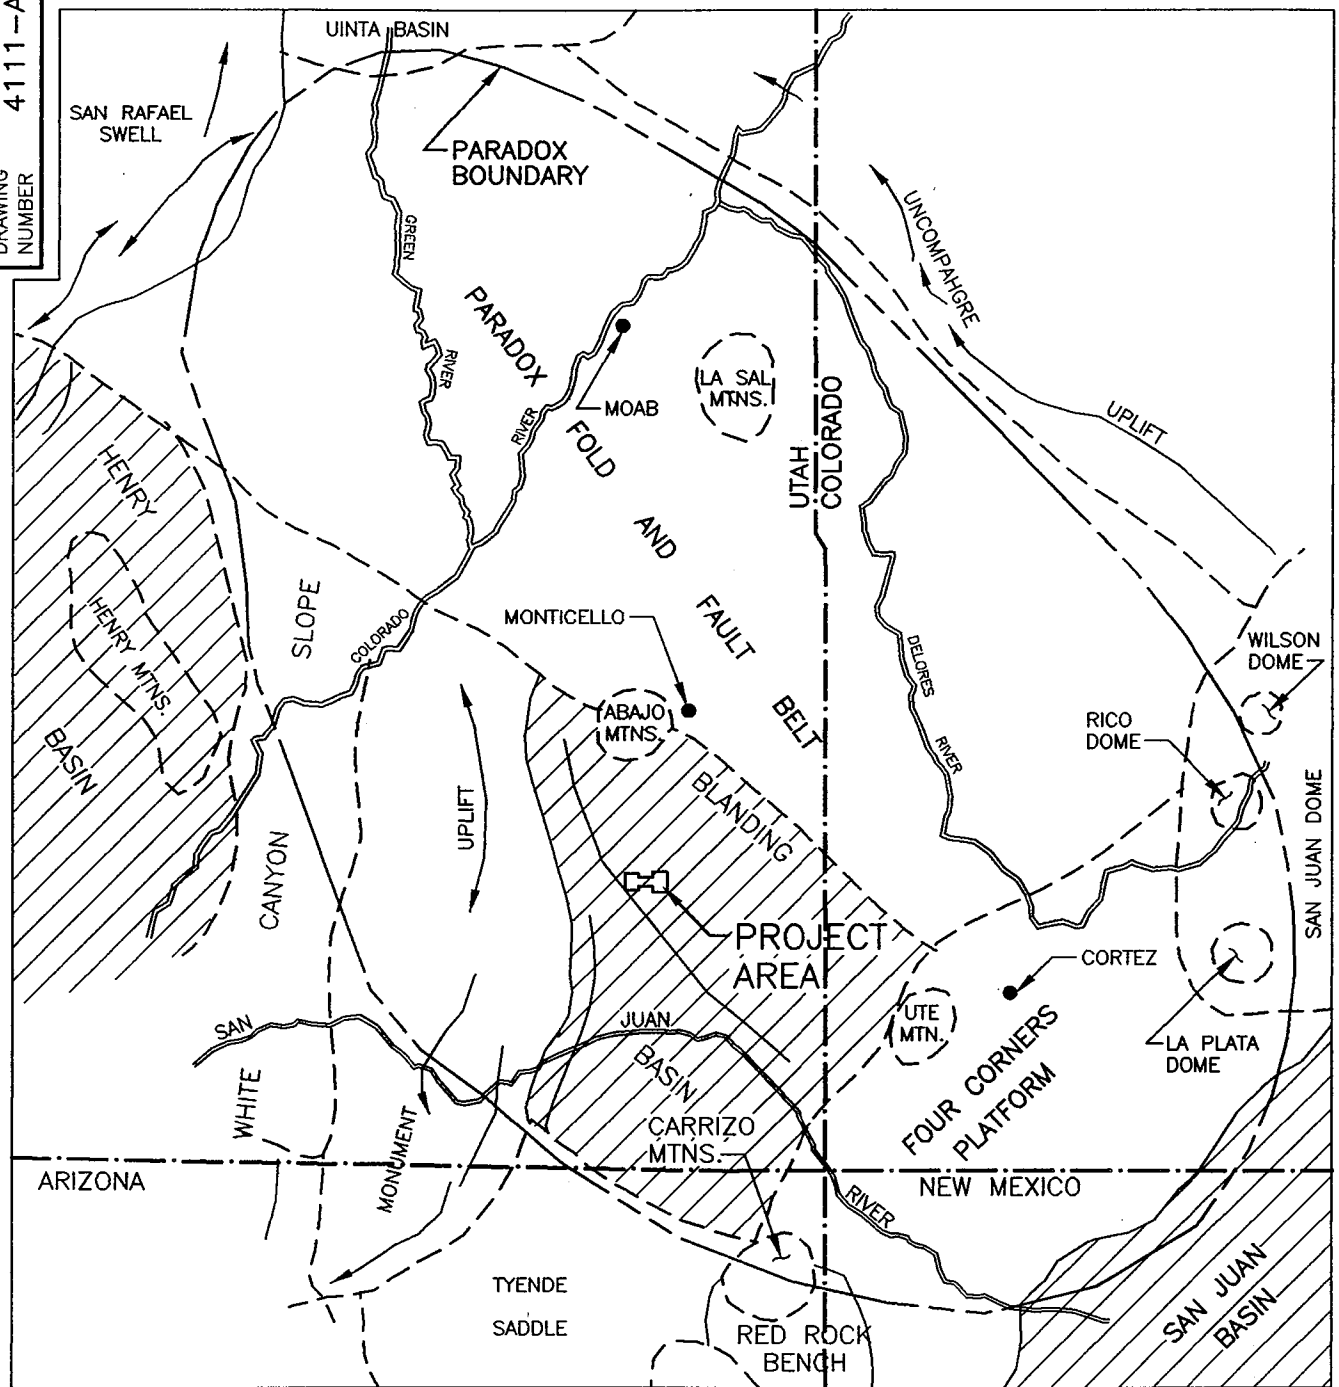 DRAWING
NUMBER
4111-A
UINTA BASIN
SAN RAFAEL
SWELL
PARADOX
BOUNDARY
GREEN
RIVER
UNCOMPAHGRE
UPLIFT
PARADOX
FOLD
AND
FAULT
BELT
MOAB
RIVER
COLORADO
LA SAL
MTNS.
UTAH
COLORADO
HENRY
BASIN
HENRY MTNS.
SLOPE
CANYON
WHITE
MONTICELLO
ABAJO
MTNS.
DELORES
RIVER
WILSON
DOME
RICO
DOME
SAN JUAN DOME
UPLIFT
MONUMENT
BLANDING
BASIN
PROJECT
AREA
CORTEZ
UTE
MTN.
LA PLATA
DOME
SAN
JUAN
RIVER
CARRIZO
MTNS.
FOUR CORNERS
PLATFORM
ARIZONA
NEW MEXICO
TYENDE
SADDLE
RED ROCK
BENCH
SAN JUAN
BASIN